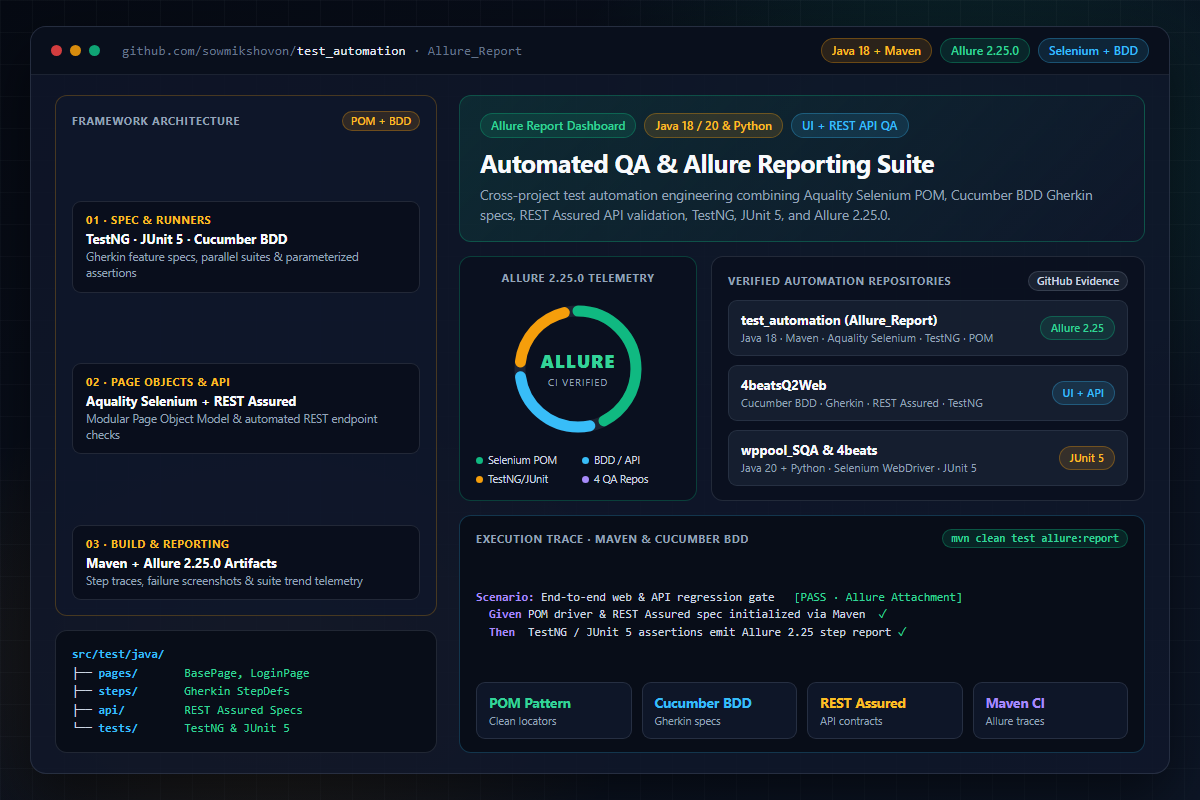 github.com/sowmikshovon/test_automation · Allure_Report
Java 18 + Maven
Allure 2.25.0
Selenium + BDD
FRAMEWORK ARCHITECTURE
POM + BDD
01 · SPEC & RUNNERS
TestNG · JUnit 5 · Cucumber BDD
Gherkin feature specs, parallel suites & parameterized
assertions
02 · PAGE OBJECTS & API
Aquality Selenium + REST Assured
Modular Page Object Model & automated REST endpoint
checks
03 · BUILD & REPORTING
Maven + Allure 2.25.0 Artifacts
Step traces, failure screenshots & suite trend telemetry
src/test/java/
├── pages/ BasePage, LoginPage
├── steps/ Gherkin StepDefs
├── api/ REST Assured Specs
└── tests/ TestNG & JUnit 5
Allure Report Dashboard
Java 18 / 20 & Python
UI + REST API QA
Automated QA & Allure Reporting Suite
Cross-project test automation engineering combining Aquality Selenium POM, Cucumber BDD Gherkin
specs, REST Assured API validation, TestNG, JUnit 5, and Allure 2.25.0.
ALLURE 2.25.0 TELEMETRY
ALLURE
CI VERIFIED
Selenium POM
BDD / API
TestNG/JUnit
4 QA Repos
VERIFIED AUTOMATION REPOSITORIES
GitHub Evidence
test_automation (Allure_Report)
Java 18 · Maven · Aquality Selenium · TestNG · POM
Allure 2.25
4beatsQ2Web
Cucumber BDD · Gherkin · REST Assured · TestNG
UI + API
wppool_SQA & 4beats
Java 20 + Python · Selenium WebDriver · JUnit 5
JUnit 5
EXECUTION TRACE · MAVEN & CUCUMBER BDD
mvn clean test allure:report
Scenario: End-to-end web & API regression gate [PASS · Allure Attachment]
Given POM driver & REST Assured spec initialized via Maven ✓
Then TestNG / JUnit 5 assertions emit Allure 2.25 step report ✓
POM Pattern
Clean locators
Cucumber BDD
Gherkin specs
REST Assured
API contracts
Maven CI
Allure traces